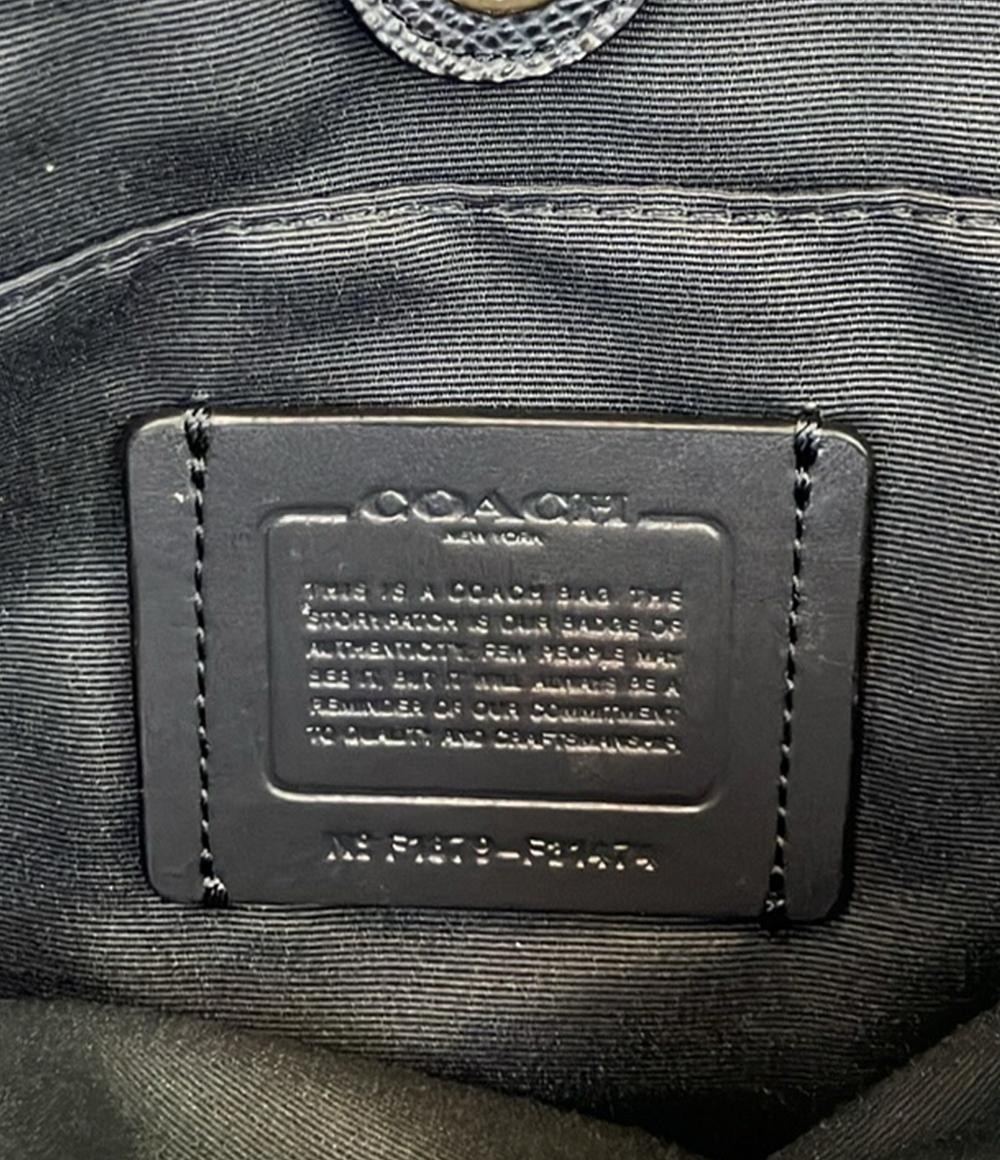 COACH
NEW YORK
THIS IS A COACH BAG. THE
STORYPATCH IS OUR BADGE OF
AUTHENTICITY. FEW PEOPLE MAY
SEE IT, BUT IT WILL ALWAYS BE A
REMINDER OF OUR COMMITMENT
TO QUALITY AND CRAFTSMANSHIP.
Nº